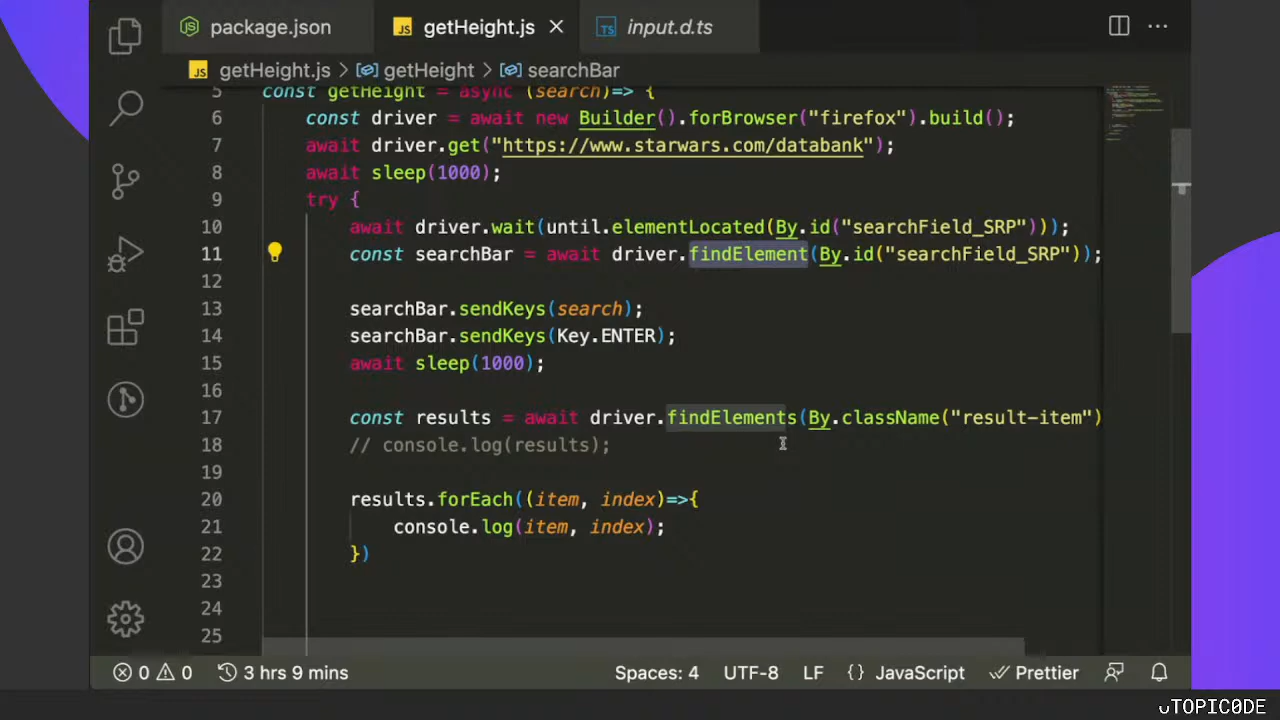 package.json
JS getHeight.js
TS input.d.ts
JS getHeight.js > getHeight > searchBar
5 const getHeight = async (search)=> {
6 const driver = await new Builder().forBrowser("firefox").build();
7 await driver.get("https://www.starwars.com/databank");
8 await sleep(1000);
9 try {
10 await driver.wait(until.elementLocated(By.id("searchField_SRP")));
11 const searchBar = await driver.findElement(By.id("searchField_SRP"));
12
13 searchBar.sendKeys(search);
14 searchBar.sendKeys(Key.ENTER);
15 await sleep(1000);
16
17 const results = await driver.findElements(By.className("result-item")
18 // console.log(results);
19
20 results.forEach((item, index)=>{
21 console.log(item, index);
22 })
23
24
25
0 0 3 hrs 9 mins Spaces: 4 UTF-8 LF {} JavaScript Prettier
uTOPIC0DE